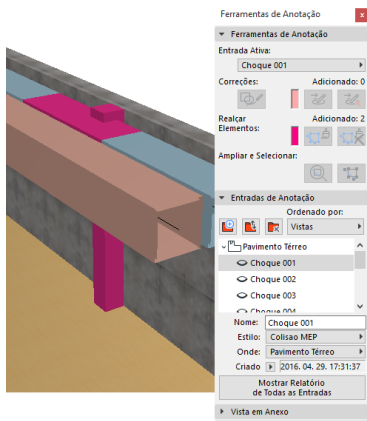 Ferramentas de Anotação
x
Ferramentas de Anotação
Entrada Ativa:
Choque 001
Correções:
Adicionado: 0
Realçar
Elementos:
Adicionado: 2
Ampliar e Selecionar:
Entradas de Anotação
Ordenado por:
Vistas
Pavimento Térreo
Choque 001
Choque 002
Choque 003
Choque 004
Nome: Choque 001
Estilo: Colisao MEP
Onde: Pavimento Térreo
Criado 2016. 04. 29. 17:31:37
Mostrar Relatório
de Todas as Entradas
Vista em Anexo